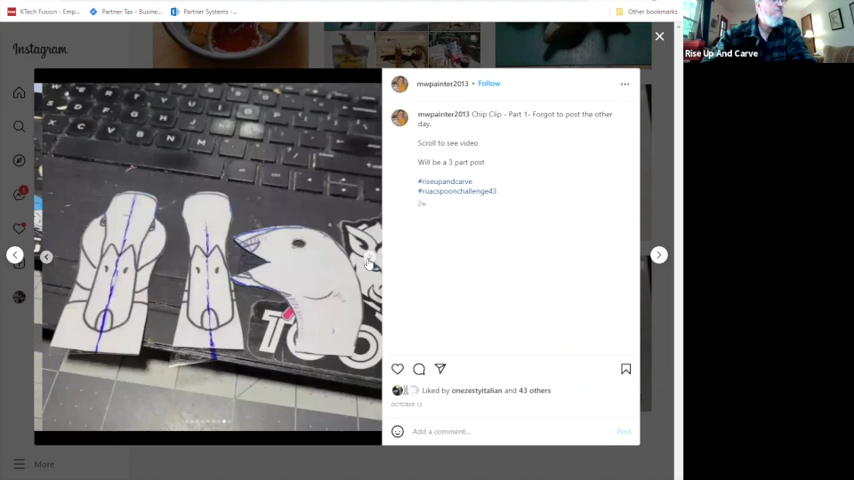 KTech Fusion - Emp...
Partner Tax - Busine...
Partner Systems -...
Other bookmarks
Rise Up And Carve
Instagram
mwpainter2013 • Follow
mwpainter2013 Chip Clip - Part 1- Forgot to post the other
day.
Scroll to see video
Will be a 3 part post
#riseupandcarve
#ruacspoonchallenge43
2w
Liked by onezestyitalian and 43 others
OCTOBER 13
Add a comment...
Post
More